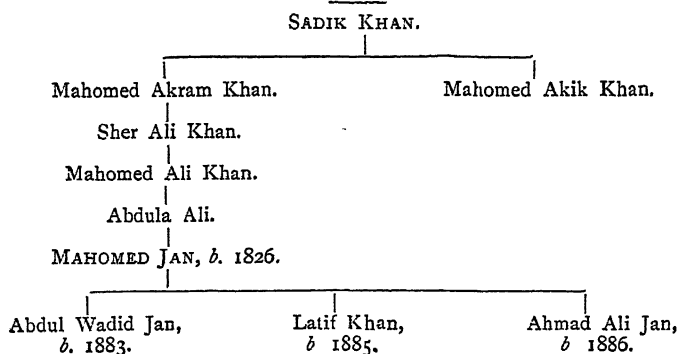 SADIK KHAN.
Mahomed Akram Khan. Mahomed Akik Khan.
Sher Ali Khan.
Mahomed Ali Khan.
Abdula Ali.
MAHOMED JAN, b. 1826.
Abdul Wadid Jan, Latif Khan, Ahmad Ali Jan,
b. 1883. b 1885, b 1886.